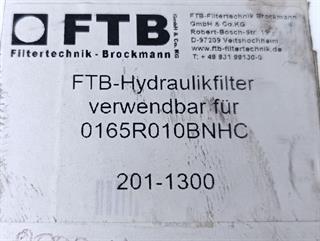 FTB
GmbH & Co. KG
Filtertechnik - Brockmann
FTB-Filtertechnik Brockmann
GmbH & Co.KG
Robert-Bosch-Str. 19
D-97209 Veitshöchheim
www.ftb-filtertechnik.de
T: + 49 931 99130-0
FTB-Hydraulikfilter
verwendbar für
0165R010BNHC
201-1300